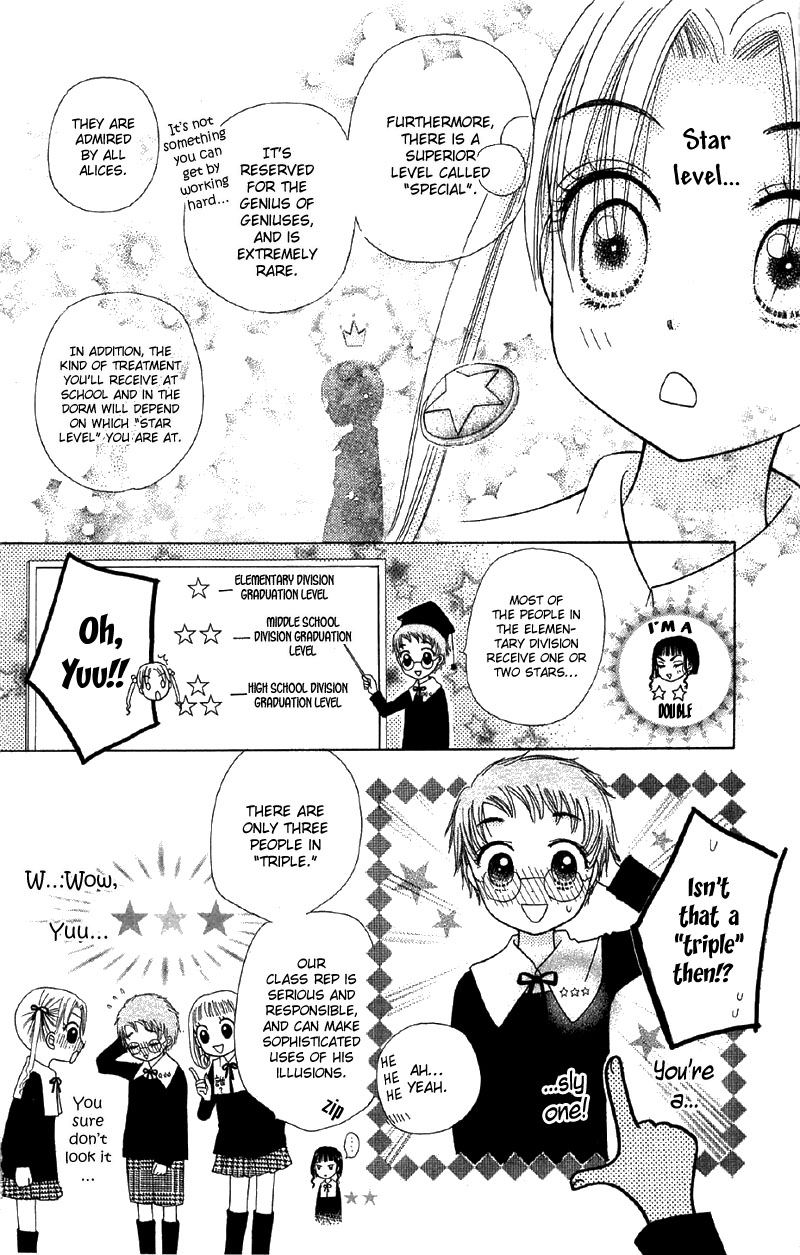 Star
level...
FURTHERMORE,
THERE IS A
SUPERIOR
LEVEL CALLED
"SPECIAL".
IT'S
RESERVED
FOR THE
GENIUS OF
GENIUSES,
AND IS
EXTREMELY
RARE.
It's not
something
you can
get by
working
hard...
THEY ARE
ADMIRED
BY ALL
ALICES.
IN ADDITION, THE
KIND OF TREATMENT
YOU'LL RECEIVE AT
SCHOOL AND IN THE
DORM WILL DEPEND
ON WHICH "STAR
LEVEL" YOU ARE AT.
I'M A
DOUBLE
MOST OF
THE PEOPLE
IN THE
ELEMEN-
TARY DIVISION
RECEIVE ONE OR
TWO STARS...
☆ — ELEMENTARY DIVISION
GRADUATION LEVEL
☆☆ — MIDDLE SCHOOL
DIVISION GRADUATION
LEVEL
☆☆☆ — HIGH SCHOOL DIVISION
GRADUATION LEVEL
Oh,
Yuu!!
Isn't
that a
"triple"
then!?
You're
a...
...sly
one!
AH...
YEAH.
HE
HE
HE
THERE ARE
ONLY THREE
PEOPLE IN
"TRIPLE."
OUR
CLASS REP IS
SERIOUS AND
RESPONSIBLE,
AND CAN MAKE
SOPHISTICATED
USES OF HIS
ILLUSIONS.
zip
W...Wow,
Yuu... ★★★
You
sure
don't
look it
...
...
★★